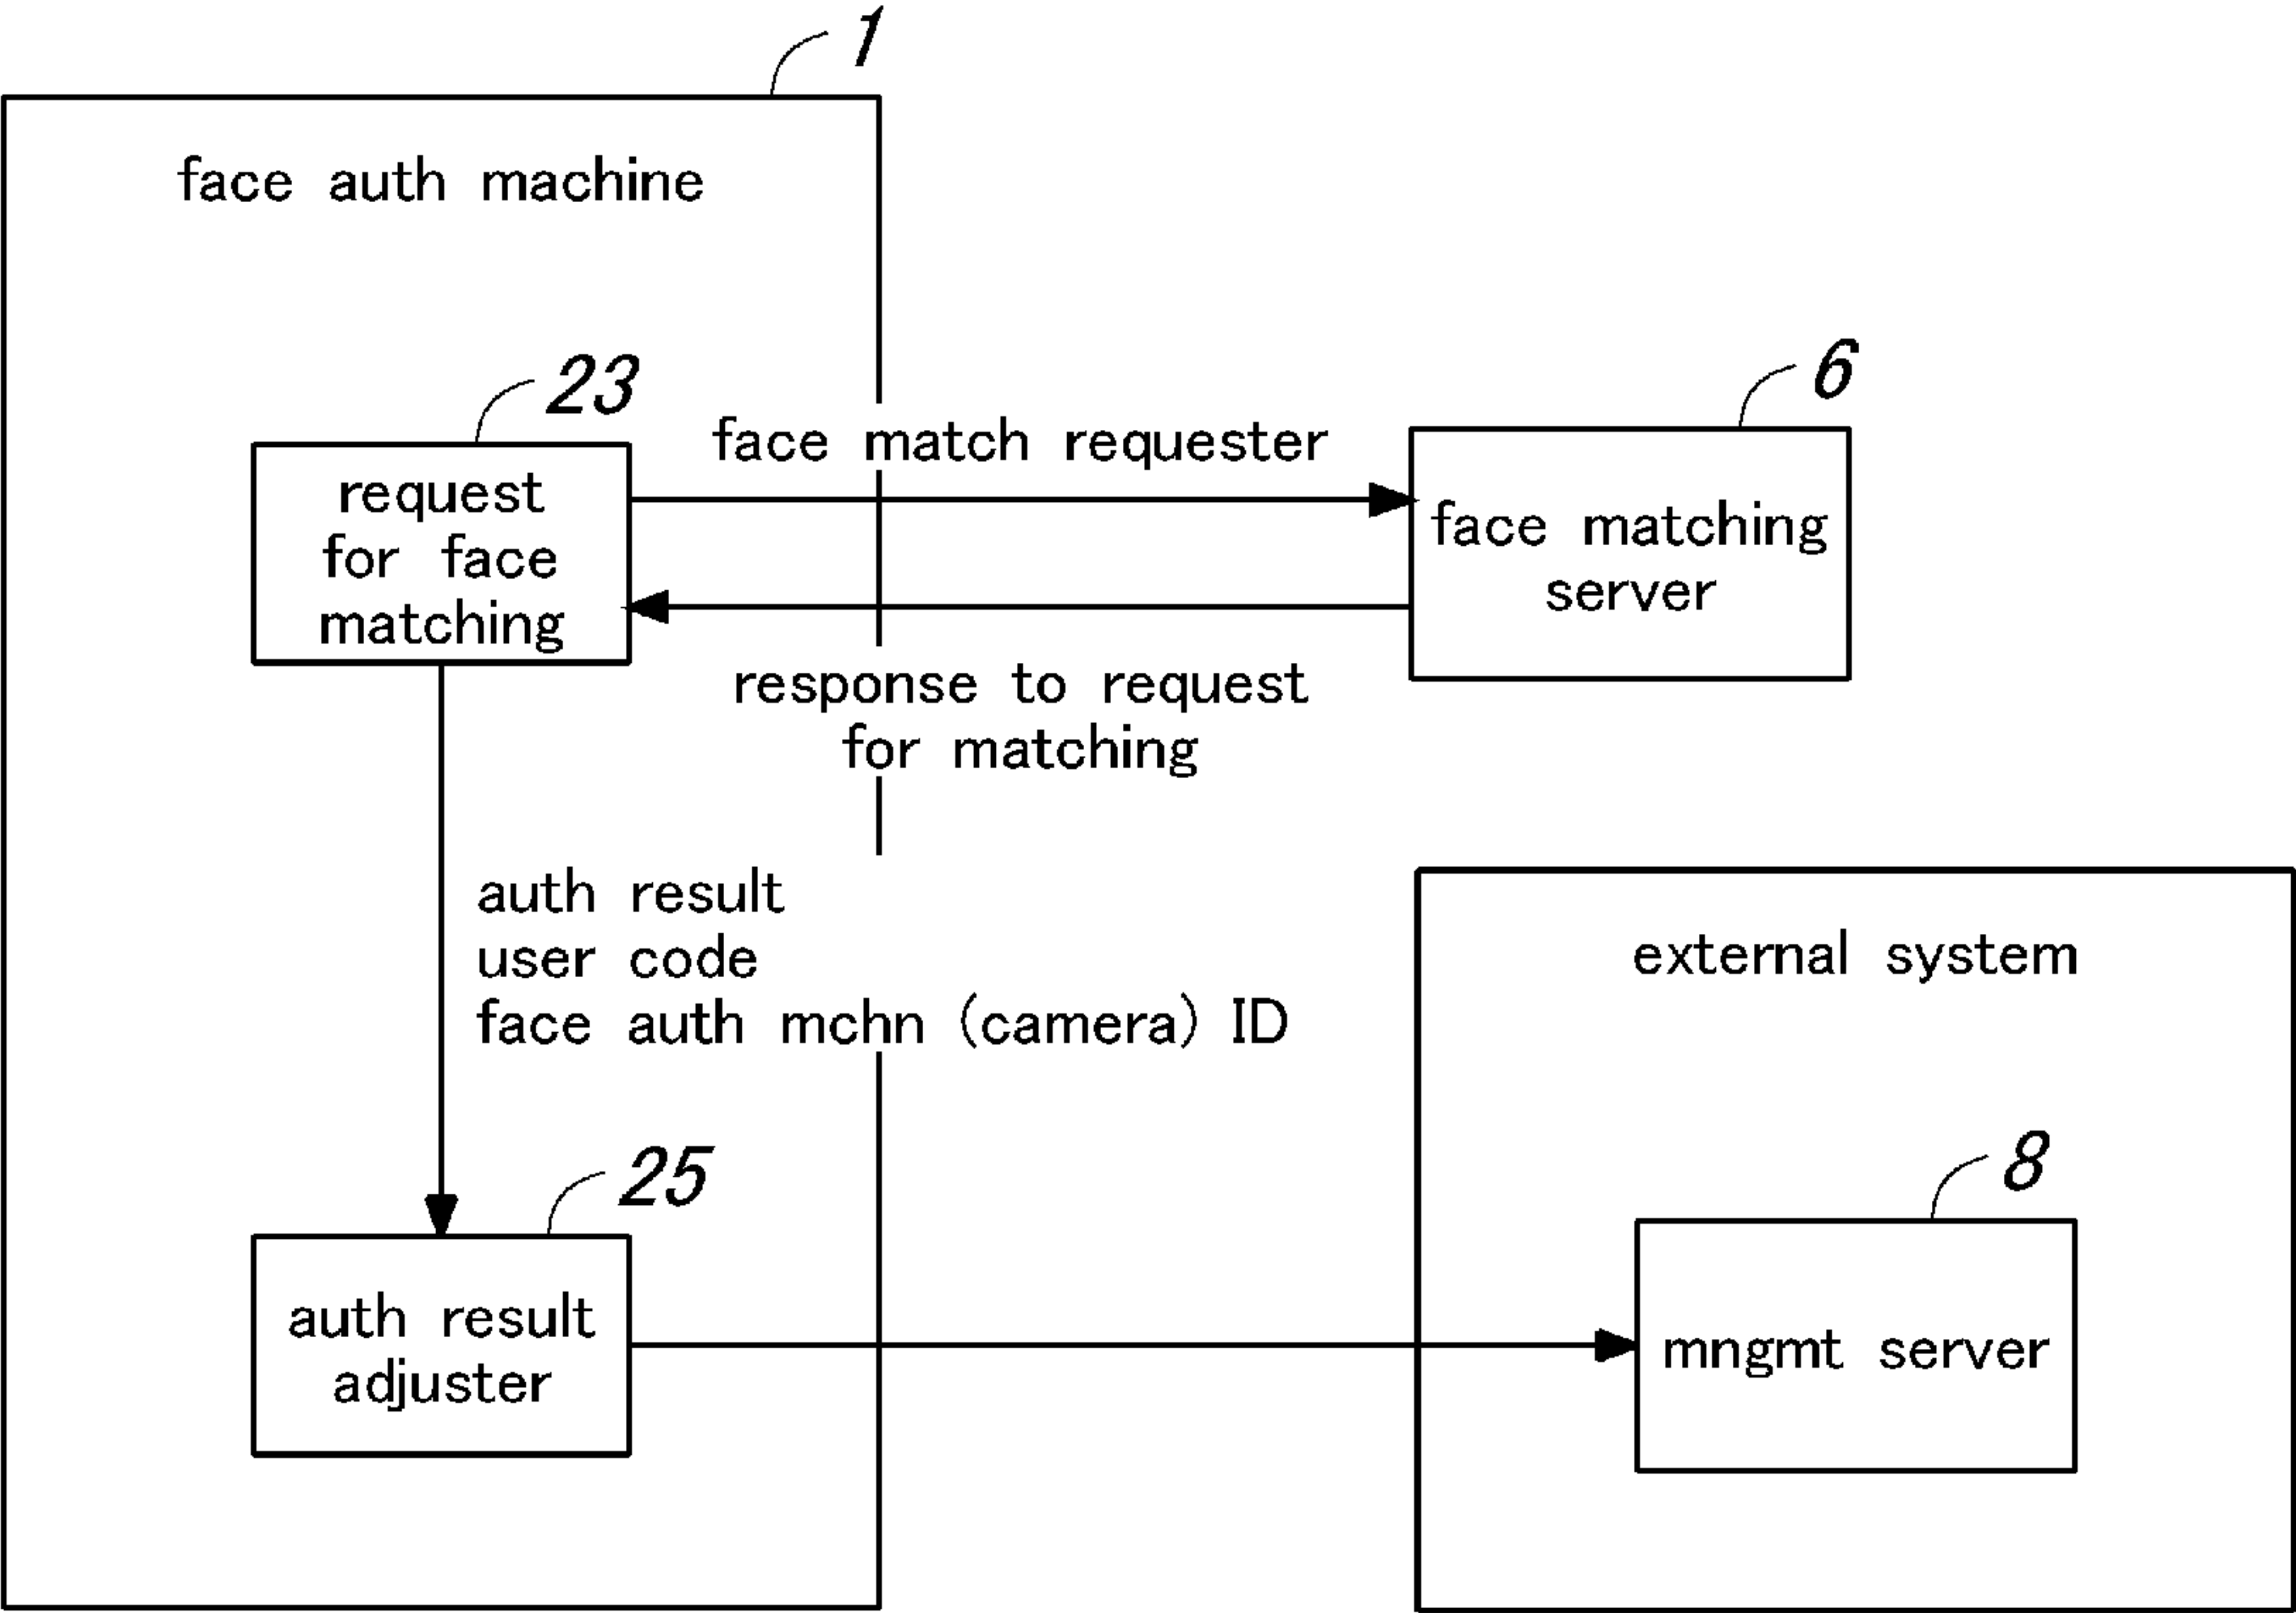 1
face auth machine
23
6
face match requester
request
for face
matching
face matching
server
response to request
for matching
auth result
user code
face auth mchn (camera) ID
external system
25
8
auth result
adjuster
mngmt server